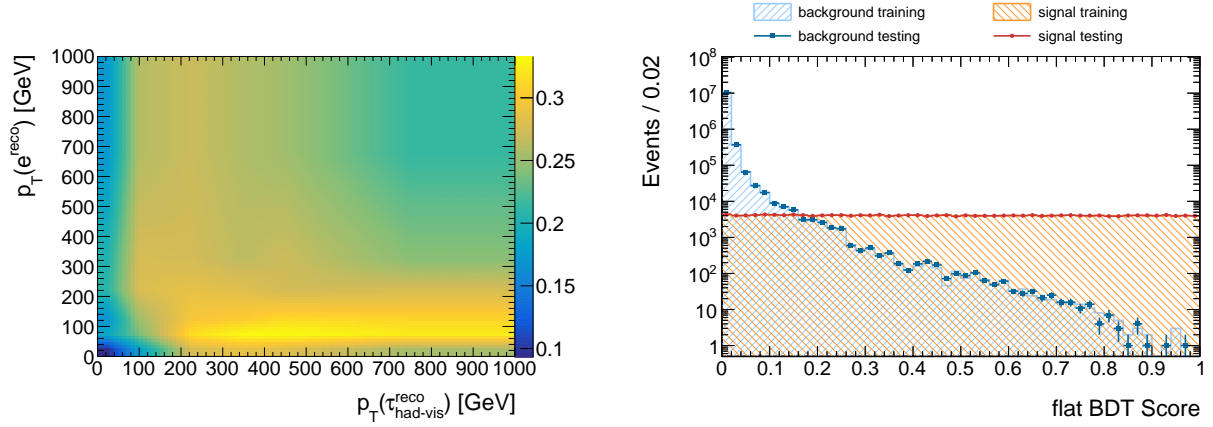 p_T(e^reco) [GeV]
1000
900
800
700
600
500
400
300
200
100
0
0 100 200 300 400 500 600 700 800 900 1000
p_T(τ^reco_had-vis) [GeV]
0.3
0.25
0.2
0.15
0.1
background training
signal training
background testing
signal testing
Events / 0.02
10^8
10^7
10^6
10^5
10^4
10^3
10^2
10
1
0 0.1 0.2 0.3 0.4 0.5 0.6 0.7 0.8 0.9 1
flat BDT Score